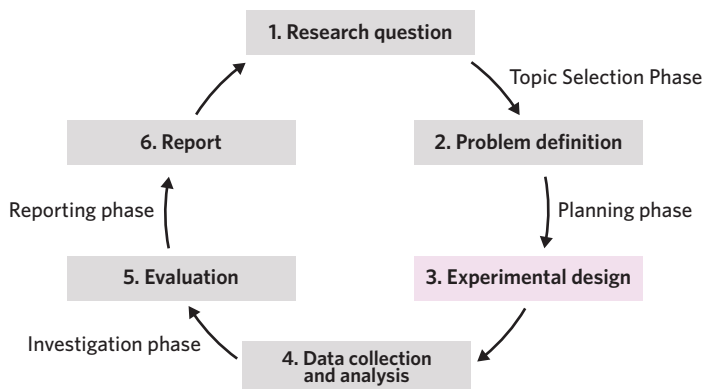 1. Research question
Topic Selection Phase
6. Report
2. Problem definition
Reporting phase
Planning phase
5. Evaluation
3. Experimental design
Investigation phase
4. Data collection
and analysis